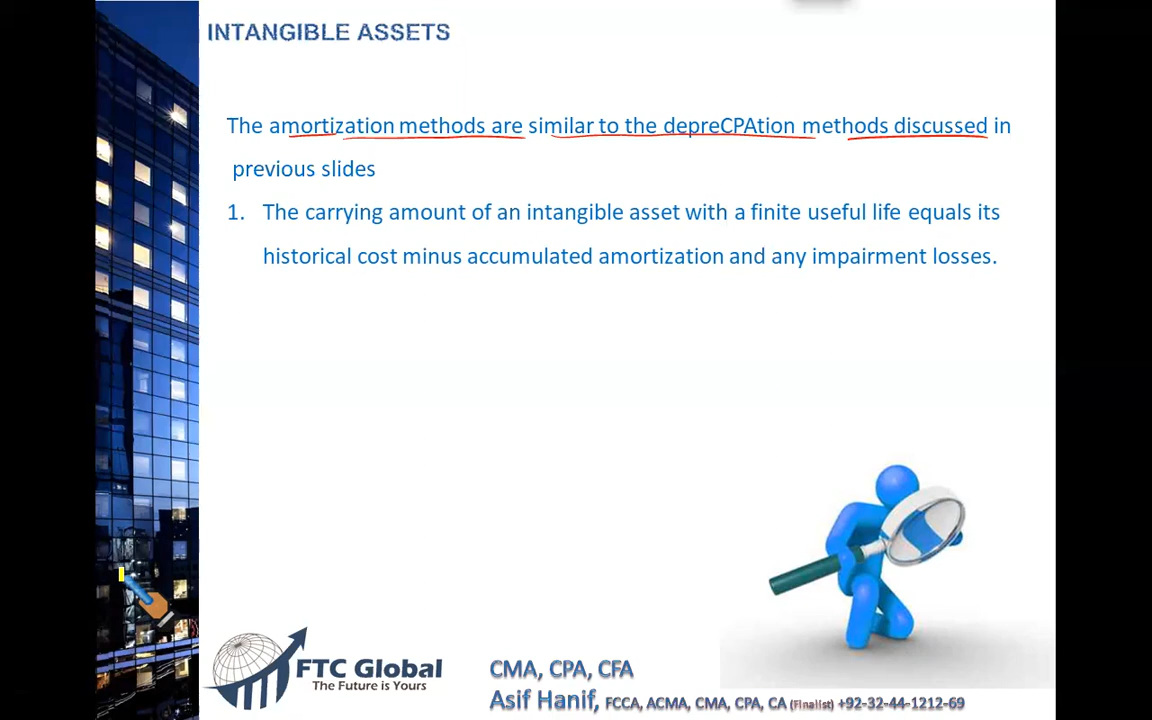 INTANGIBLE ASSETS
The amortization methods are similar to the depreCPAtion methods discussed in
previous slides
1. The carrying amount of an intangible asset with a finite useful life equals its
historical cost minus accumulated amortization and any impairment losses.
FTC Global
The Future is Yours
CMA, CPA, CFA
Asif Hanif, FCCA, ACMA, CMA, CPA, CA (Finalist) +92-32-44-1212-69